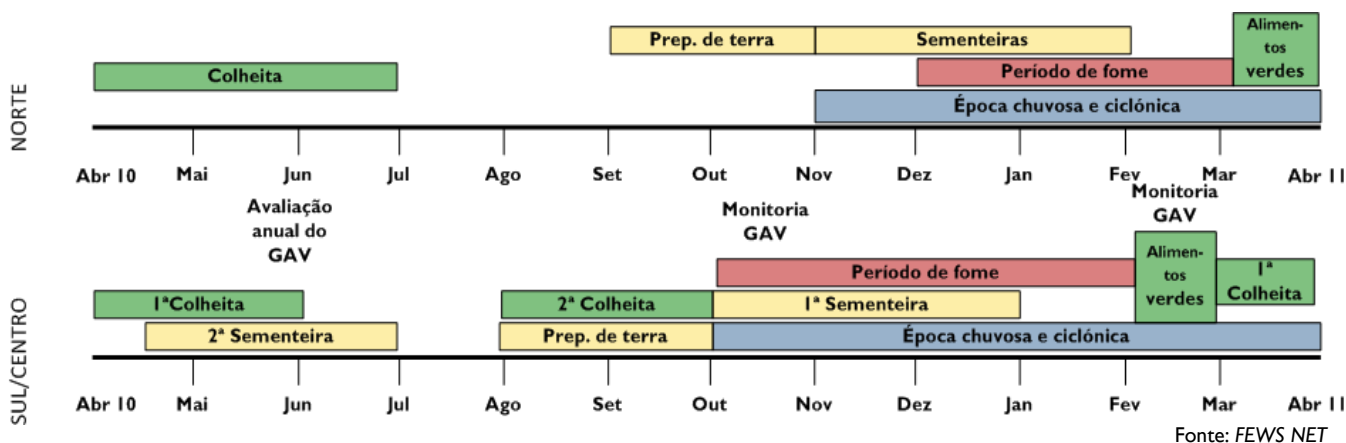 Prep. de terra Sementeiras
Alimen-
tos
verdes
Colheita Período de fome
Época chuvosa e ciclónica
NORTE
Abr 10 Mai Jun Jul Ago Set Out Nov Dez Jan Fev Mar Abr 11
Avaliação
anual do
GAV
Monitoria
GAV
Monitoria
GAV
Período de fome
Alimen-
tos
verdes
1ª
Colheita
1ªColheita 2ª Colheita 1ª Sementeira
2ª Sementeira Prep. de terra Época chuvosa e ciclónica
SUL/CENTRO
Abr 10 Mai Jun Jul Ago Set Out Nov Dez Jan Fev Mar Abr 11
Fonte: FEWS NET